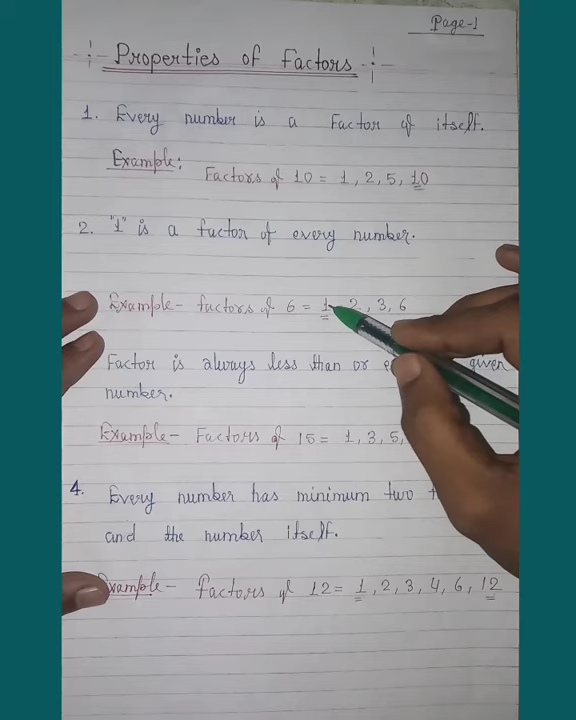 Page-1
Properties of Factors
1. Every number is a Factor of itself.
Example: Factors of 10 = 1, 2, 5, 10
2. "1" is a factor of every number.
Example- factors of 6 = 1, 2, 3, 6
Factor is always less than or given
number.
Example- Factors of 15 = 1, 3, 5,
4. Every number has minimum two
and the number itself.
Example- Factors of 12 = 1, 2, 3, 4, 6, 12